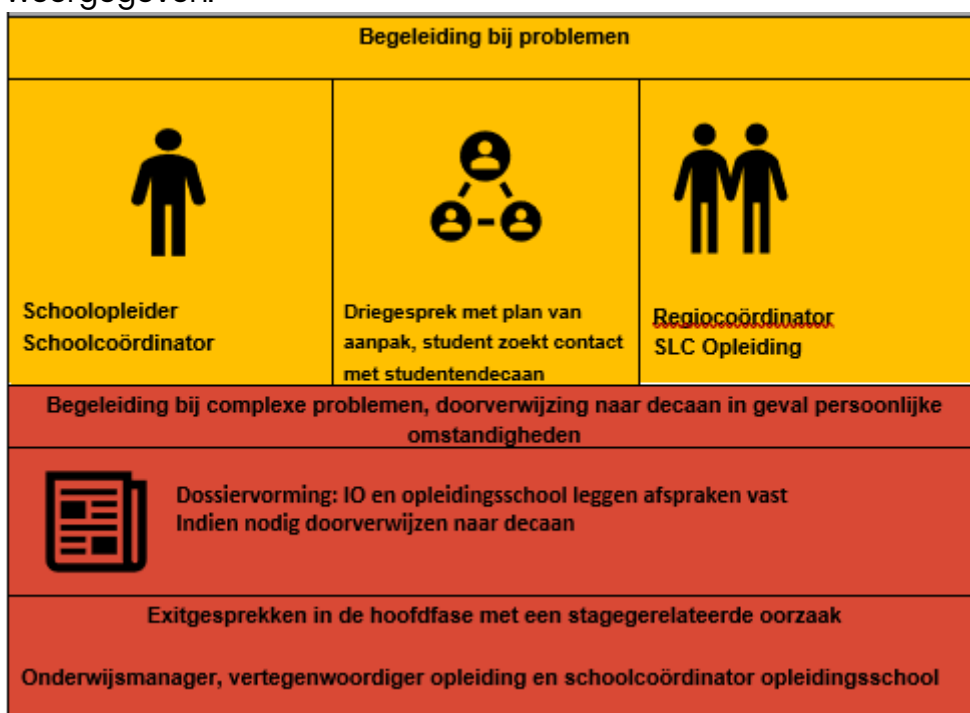 weergegeven.
Begeleiding bij problemen
Schoolopleider
Schoolcoördinator
Driegesprek met plan van
aanpak, student zoekt contact
met studentendecaan
Regiocoördinator
SLC Opleiding
Begeleiding bij complexe problemen, doorverwijzing naar decaan in geval persoonlijke
omstandigheden
Dossiervorming: IO en opleidingsschool leggen afspraken vast
Indien nodig doorverwijzen naar decaan
Exitgesprekken in de hoofdfase met een stagegerelateerde oorzaak
Onderwijsmanager, vertegenwoordiger opleiding en schoolcoördinator opleidingsschool